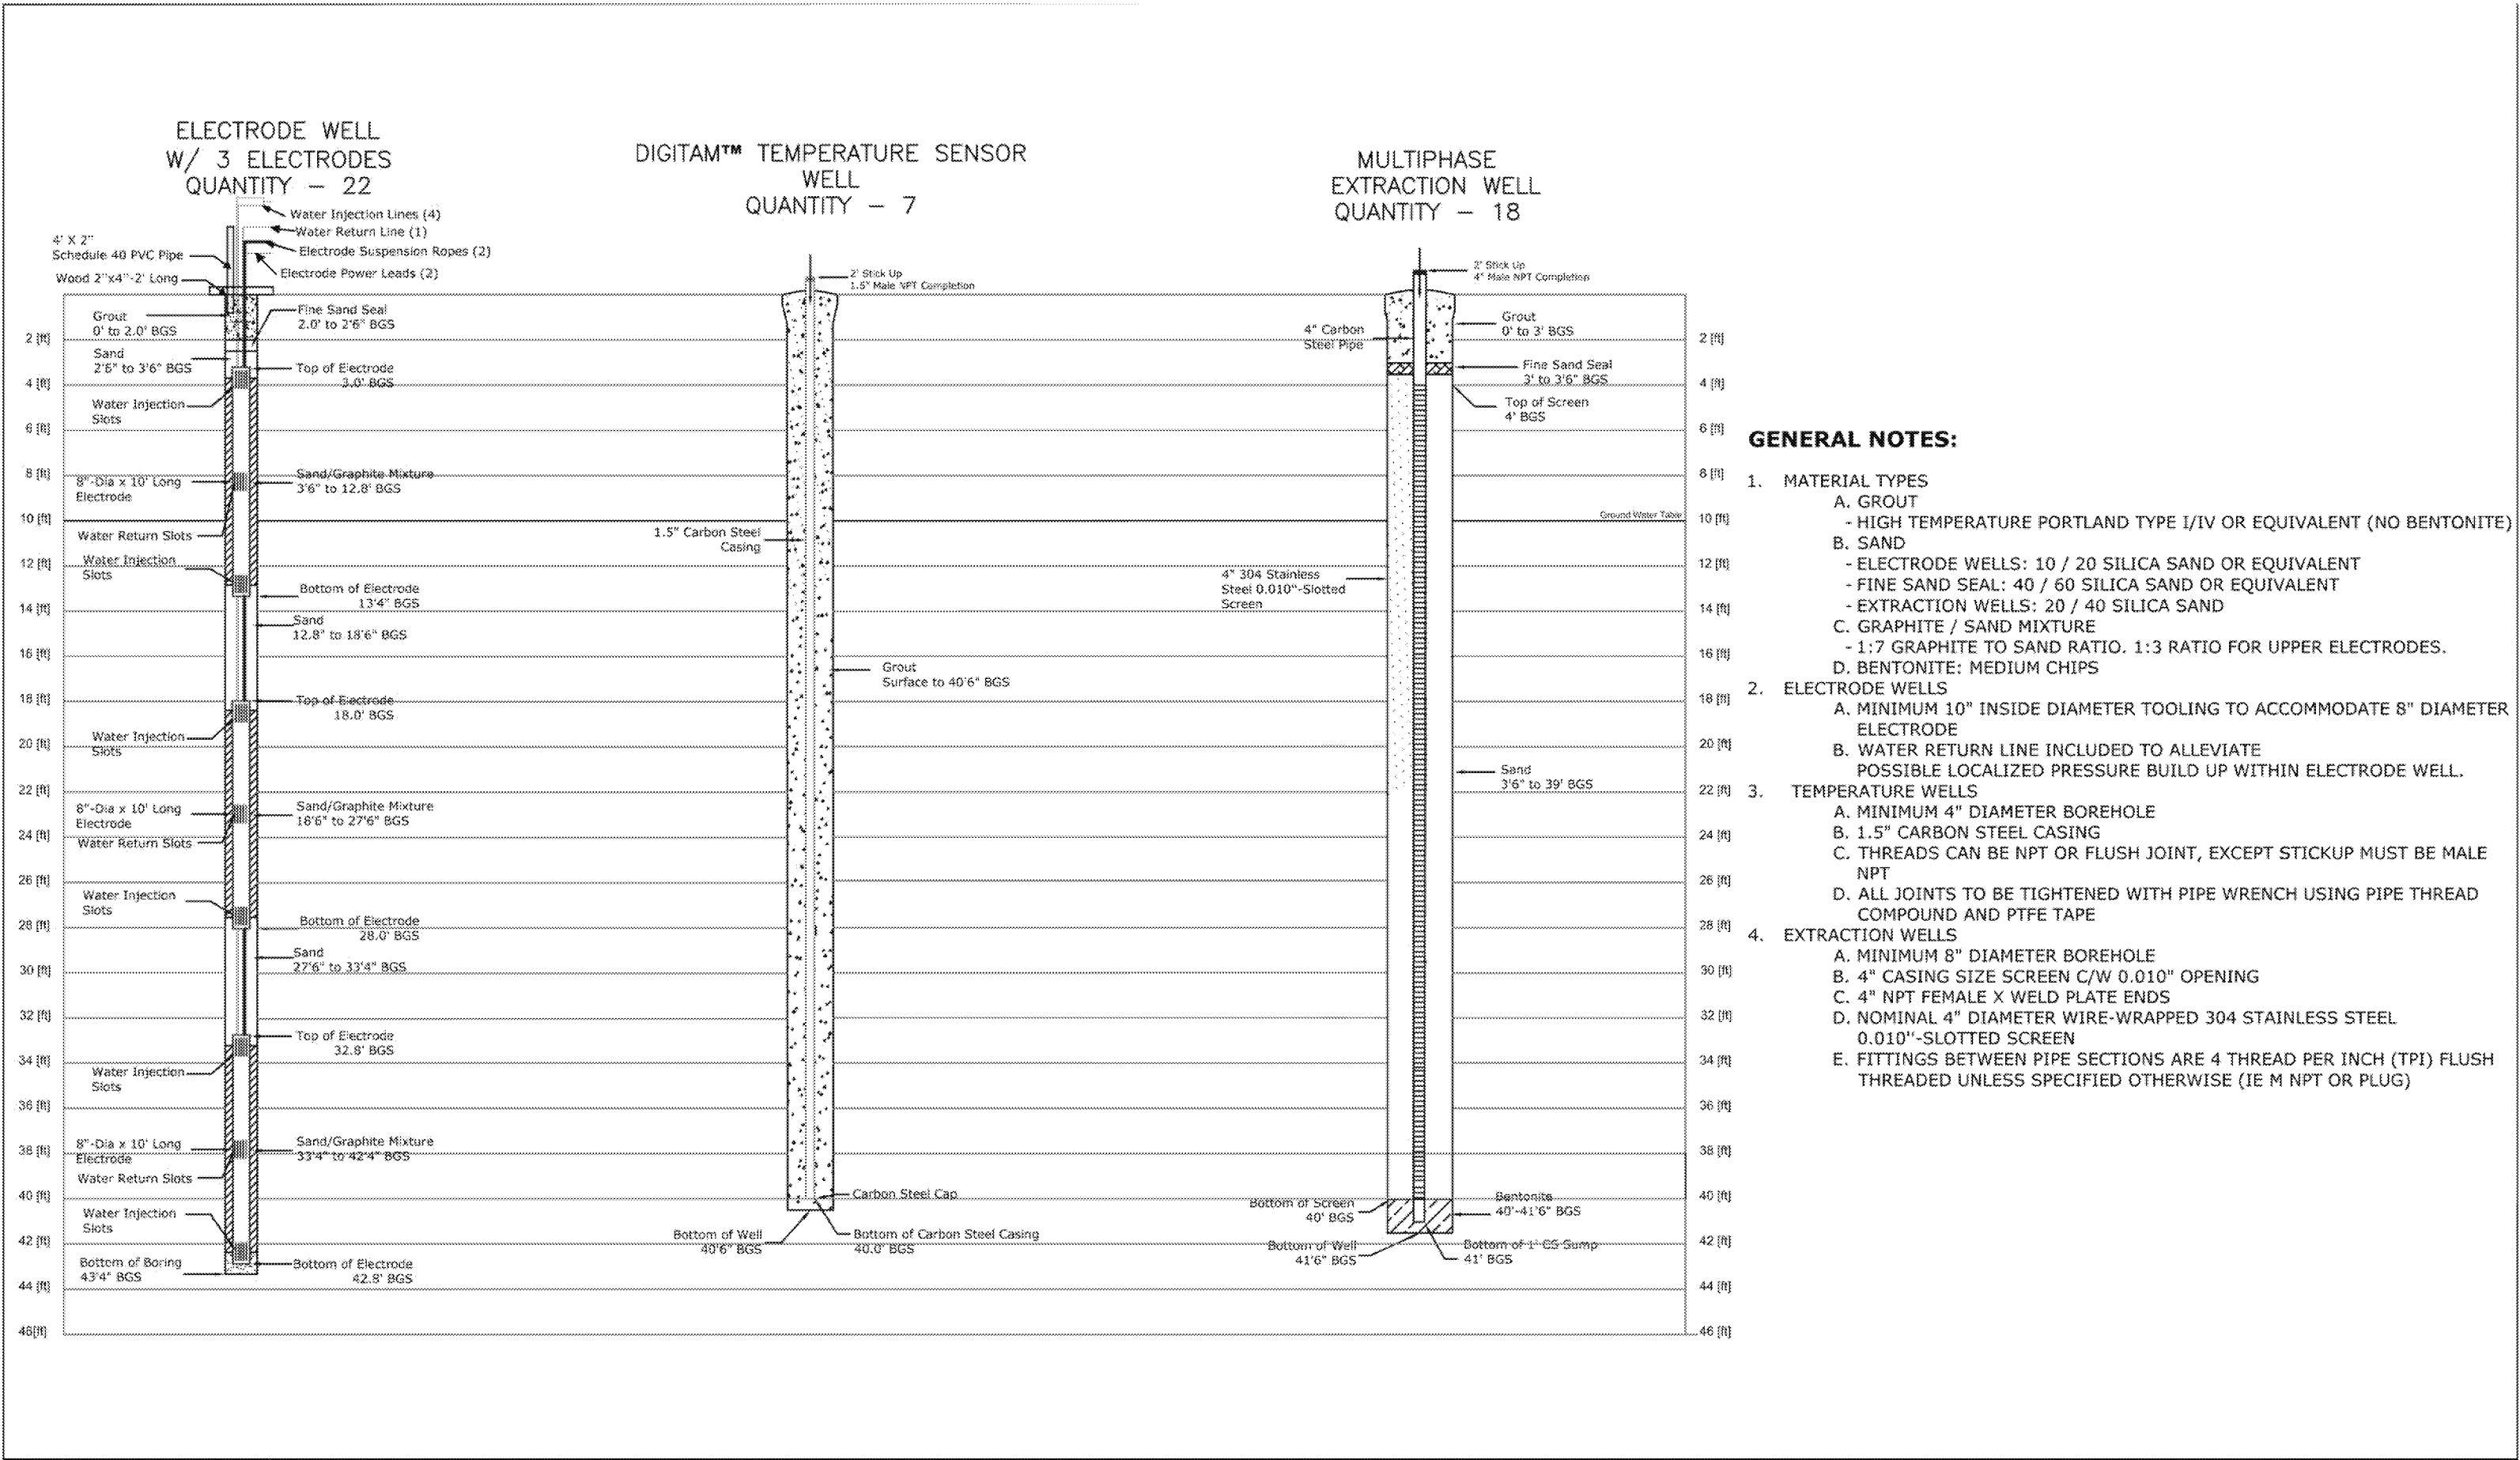 ELECTRODE WELL
W/ 3 ELECTRODES
QUANTITY - 22
Water Injection Lines (4)
Water Return Line (1)
Electrode Suspension Ropes (2)
Electrode Power Leads (2)
4' X 2"
Schedule 40 PVC Pipe
Wood 2"x4"-2' Long
Grout
0' to 2.0' BGS
Fine Sand Seal
2.0' to 2'6" BGS
Sand
2'6" to 3'6" BGS
Top of Electrode
3.0' BGS
Water Injection
Slots
8"-Dia x 10' Long
Electrode
Sand/Graphite Mixture
3'6" to 12.8' BGS
Water Return Slots
Water Injection
Slots
Bottom of Electrode
13'4" BGS
Sand
12.8" to 18'6" BGS
Top of Electrode
18.0' BGS
Water Injection
Slots
8"-Dia x 10' Long
Electrode
Sand/Graphite Mixture
18'6" to 27'6" BGS
Water Return Slots
Water Injection
Slots
Bottom of Electrode
28.0' BGS
Sand
27'6" to 33'4" BGS
Top of Electrode
32.8' BGS
Water Injection
Slots
8"-Dia x 10' Long
Electrode
Sand/Graphite Mixture
33'4" to 42'4" BGS
Water Return Slots
Water Injection
Slots
Bottom of Boring
43'4" BGS
Bottom of Electrode
42.8' BGS
2 [ft]
4 [ft]
6 [ft]
8 [ft]
10 [ft]
12 [ft]
14 [ft]
16 [ft]
18 [ft]
20 [ft]
22 [ft]
24 [ft]
26 [ft]
28 [ft]
30 [ft]
32 [ft]
34 [ft]
36 [ft]
38 [ft]
40 [ft]
42 [ft]
44 [ft]
46[ft]
DIGITAM™ TEMPERATURE SENSOR
WELL
QUANTITY - 7
2' Stick Up
1.5" Male NPT Completion
1.5" Carbon Steel
Casing
Grout
Surface to 40'6" BGS
Carbon Steel Cap
Bottom of Well
40'6" BGS
Bottom of Carbon Steel Casing
40.0' BGS
MULTIPHASE
EXTRACTION WELL
QUANTITY - 18
2' Stick Up
4" Male NPT Completion
4" Carbon
Steel Pipe
Grout
0' to 3' BGS
Fine Sand Seal
3' to 3'6" BGS
Top of Screen
4' BGS
Ground Water Table
4" 304 Stainless
Steel 0.010"-Slotted
Screen
Sand
3'6" to 39' BGS
Bottom of Screen
40' BGS
Bentonite
40'-41'6" BGS
Bottom of Well
41'6" BGS
Bottom of 1' CS Sump
41' BGS
2 [ft]
4 [ft]
6 [ft]
8 [ft]
10 [ft]
12 [ft]
14 [ft]
16 [ft]
18 [ft]
20 [ft]
22 [ft]
24 [ft]
26 [ft]
28 [ft]
30 [ft]
32 [ft]
34 [ft]
36 [ft]
38 [ft]
40 [ft]
42 [ft]
44 [ft]
46 [ft]
GENERAL NOTES:
1. MATERIAL TYPES
A. GROUT
- HIGH TEMPERATURE PORTLAND TYPE I/IV OR EQUIVALENT (NO BENTONITE)
B. SAND
- ELECTRODE WELLS: 10 / 20 SILICA SAND OR EQUIVALENT
- FINE SAND SEAL: 40 / 60 SILICA SAND OR EQUIVALENT
- EXTRACTION WELLS: 20 / 40 SILICA SAND
C. GRAPHITE / SAND MIXTURE
- 1:7 GRAPHITE TO SAND RATIO. 1:3 RATIO FOR UPPER ELECTRODES.
D. BENTONITE: MEDIUM CHIPS
2. ELECTRODE WELLS
A. MINIMUM 10" INSIDE DIAMETER TOOLING TO ACCOMMODATE 8" DIAMETER
ELECTRODE
B. WATER RETURN LINE INCLUDED TO ALLEVIATE
POSSIBLE LOCALIZED PRESSURE BUILD UP WITHIN ELECTRODE WELL.
3. TEMPERATURE WELLS
A. MINIMUM 4" DIAMETER BOREHOLE
B. 1.5" CARBON STEEL CASING
C. THREADS CAN BE NPT OR FLUSH JOINT, EXCEPT STICKUP MUST BE MALE
NPT
D. ALL JOINTS TO BE TIGHTENED WITH PIPE WRENCH USING PIPE THREAD
COMPOUND AND PTFE TAPE
4. EXTRACTION WELLS
A. MINIMUM 8" DIAMETER BOREHOLE
B. 4" CASING SIZE SCREEN C/W 0.010" OPENING
C. 4" NPT FEMALE X WELD PLATE ENDS
D. NOMINAL 4" DIAMETER WIRE-WRAPPED 304 STAINLESS STEEL
0.010"-SLOTTED SCREEN
E. FITTINGS BETWEEN PIPE SECTIONS ARE 4 THREAD PER INCH (TPI) FLUSH
THREADED UNLESS SPECIFIED OTHERWISE (IE M NPT OR PLUG)